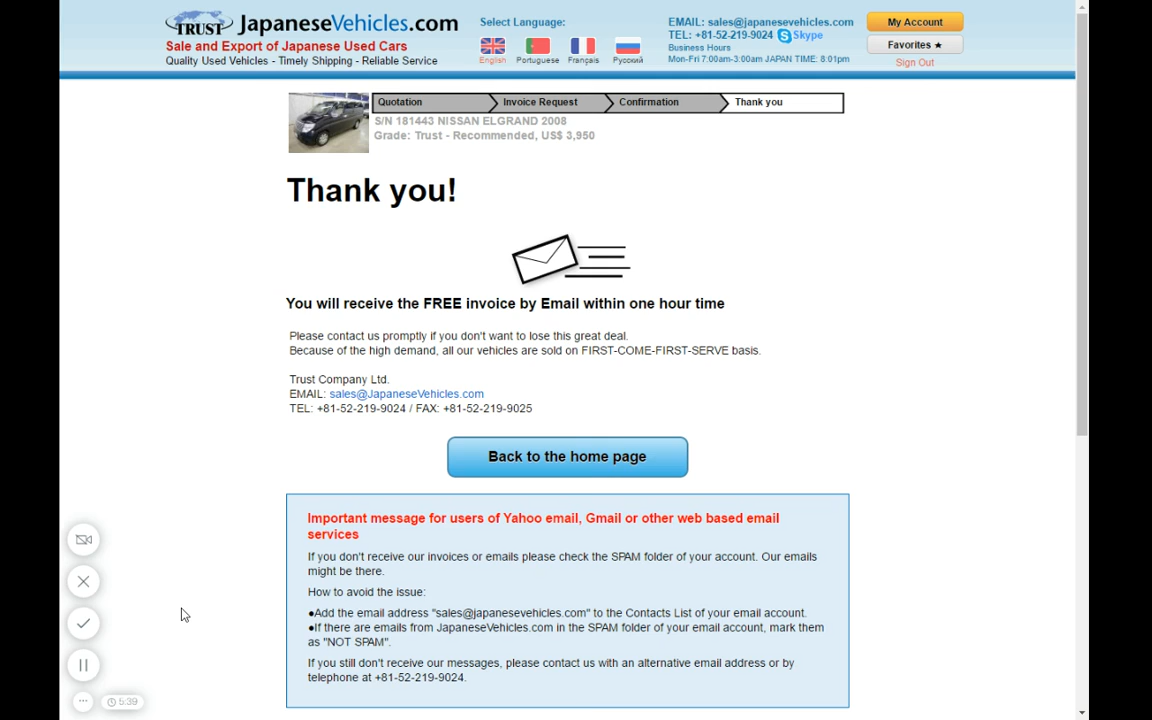 TRUST JapaneseVehicles.com
Sale and Export of Japanese Used Cars
Quality Used Vehicles - Timely Shipping - Reliable Service
Select Language:
English Portuguese Français Русский
EMAIL: sales@japanesevehicles.com
TEL: +81-52-219-9024 Skype
Business Hours
Mon-Fri 7:00am-3:00am JAPAN TIME: 8:01pm
My Account
Favorites ★
Sign Out
Quotation Invoice Request Confirmation Thank you
S/N 181443 NISSAN ELGRAND 2008
Grade: Trust - Recommended, US$ 3,950
Thank you!
You will receive the FREE invoice by Email within one hour time
Please contact us promptly if you don't want to lose this great deal.
Because of the high demand, all our vehicles are sold on FIRST-COME-FIRST-SERVE basis.
Trust Company Ltd.
EMAIL: sales@JapaneseVehicles.com
TEL: +81-52-219-9024 / FAX: +81-52-219-9025
Back to the home page
Important message for users of Yahoo email, Gmail or other web based email
services
If you don't receive our invoices or emails please check the SPAM folder of your account. Our emails
might be there.
How to avoid the issue:
●Add the email address "sales@japanesevehicles.com" to the Contacts List of your email account.
●If there are emails from JapaneseVehicles.com in the SPAM folder of your email account, mark them
as "NOT SPAM".
If you still don't receive our messages, please contact us with an alternative email address or by
telephone at +81-52-219-9024.
5:39